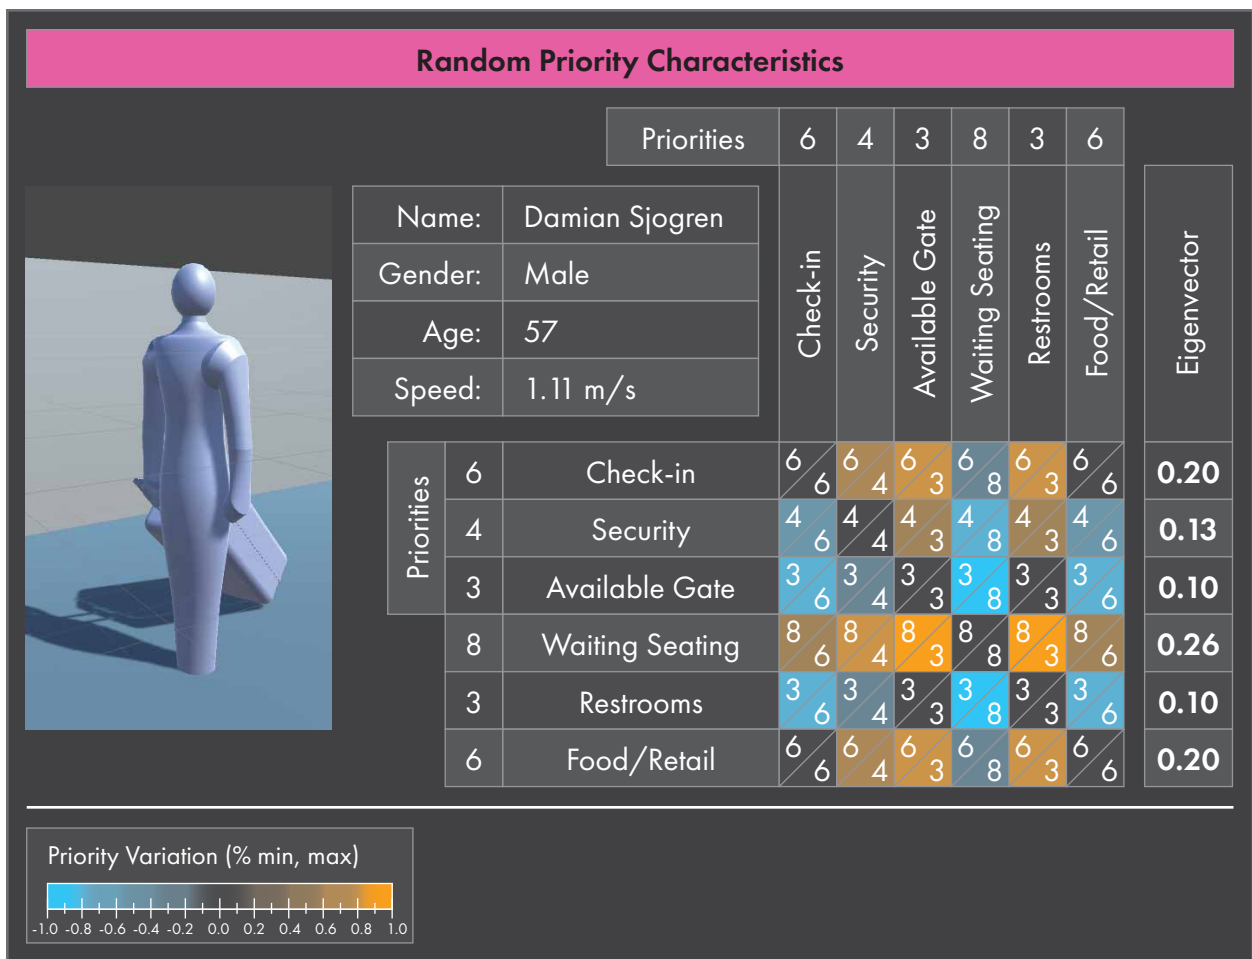 Random Priority Characteristics
Priorities 6 4 3 8 3 6
Name: Damian Sjogren
Gender: Male
Age: 57
Speed: 1.11 m/s
Check-in
Security
Available Gate
Waiting Seating
Restrooms
Food/Retail
Eigenvector
Priorities
6 Check-in 6/6 6/4 6/3 6/8 6/3 6/6 0.20
4 Security 4/6 4/4 4/3 4/8 4/3 4/6 0.13
3 Available Gate 3/6 3/4 3/3 3/8 3/3 3/6 0.10
8 Waiting Seating 8/6 8/4 8/3 8/8 8/3 8/6 0.26
3 Restrooms 3/6 3/4 3/3 3/8 3/3 3/6 0.10
6 Food/Retail 6/6 6/4 6/3 6/8 6/3 6/6 0.20
Priority Variation (% min, max)
-1.0 -0.8 -0.6 -0.4 -0.2 0.0 0.2 0.4 0.6 0.8 1.0